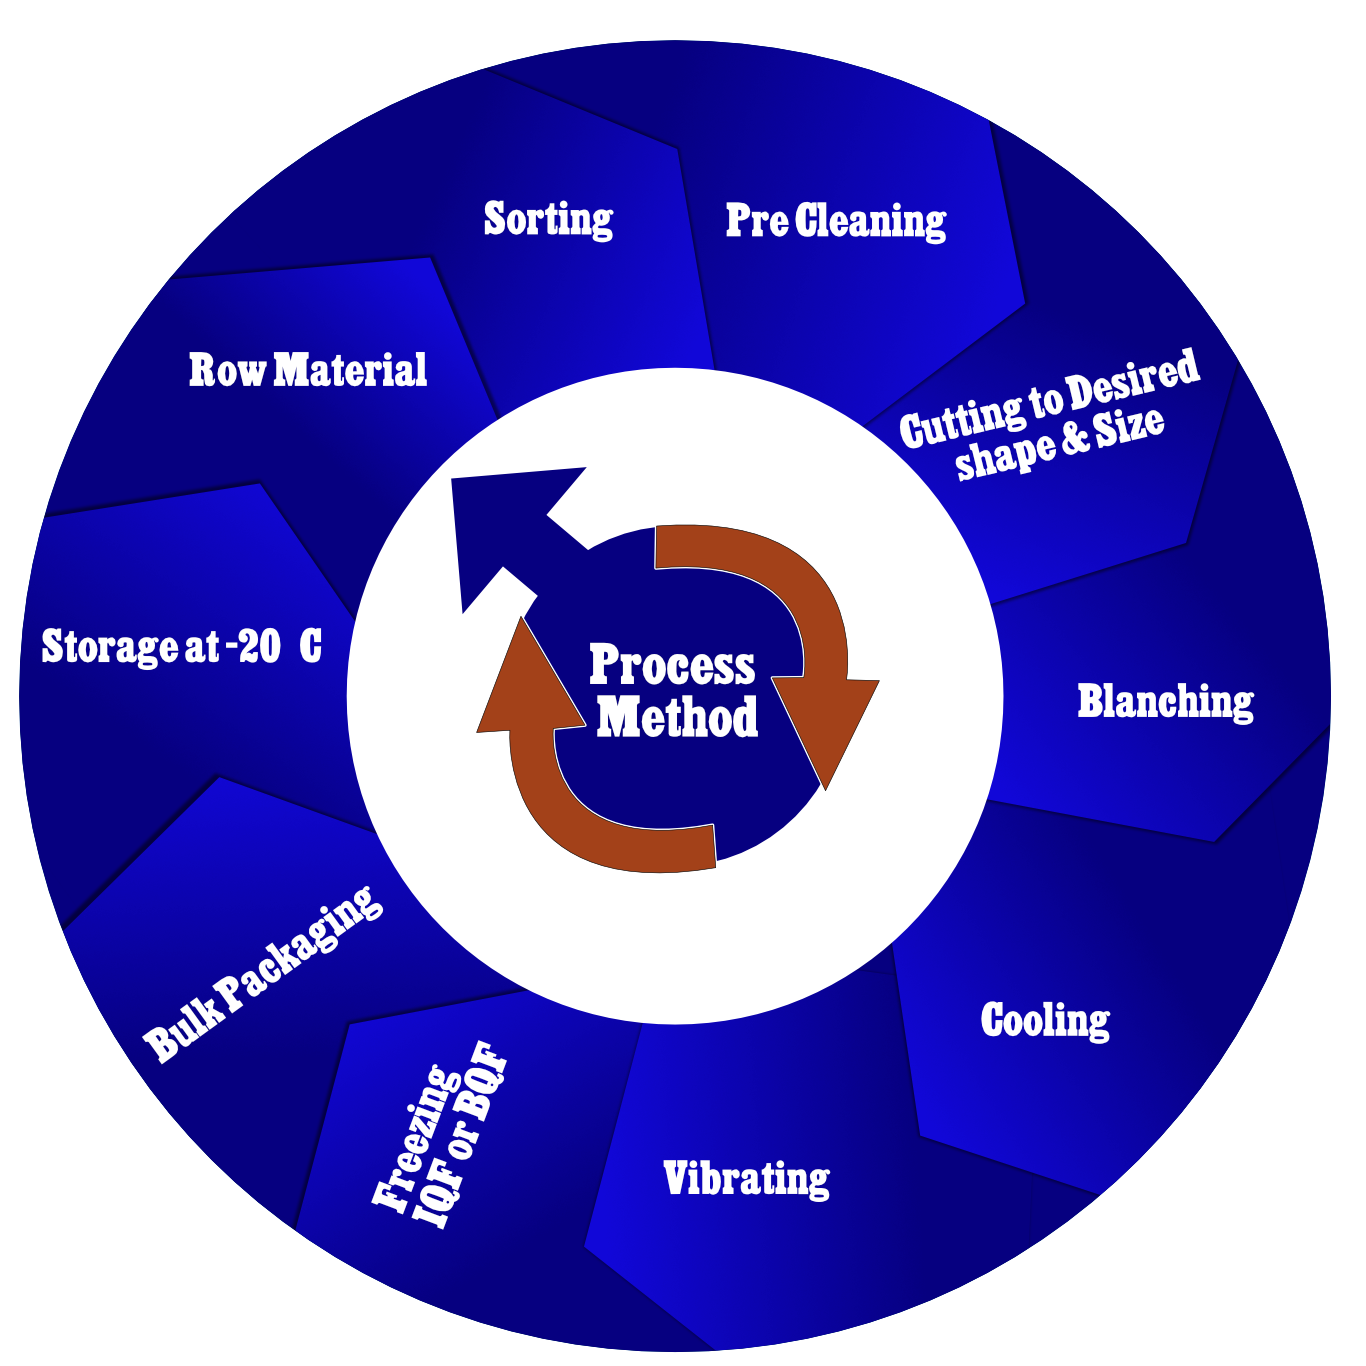 Row Material
Sorting
Pre Cleaning
Cutting to Desired
shape & Size
Blanching
Cooling
Vibrating
Freezing
IQF or BQF
Bulk Packaging
Storage at -20 C
Process
Method